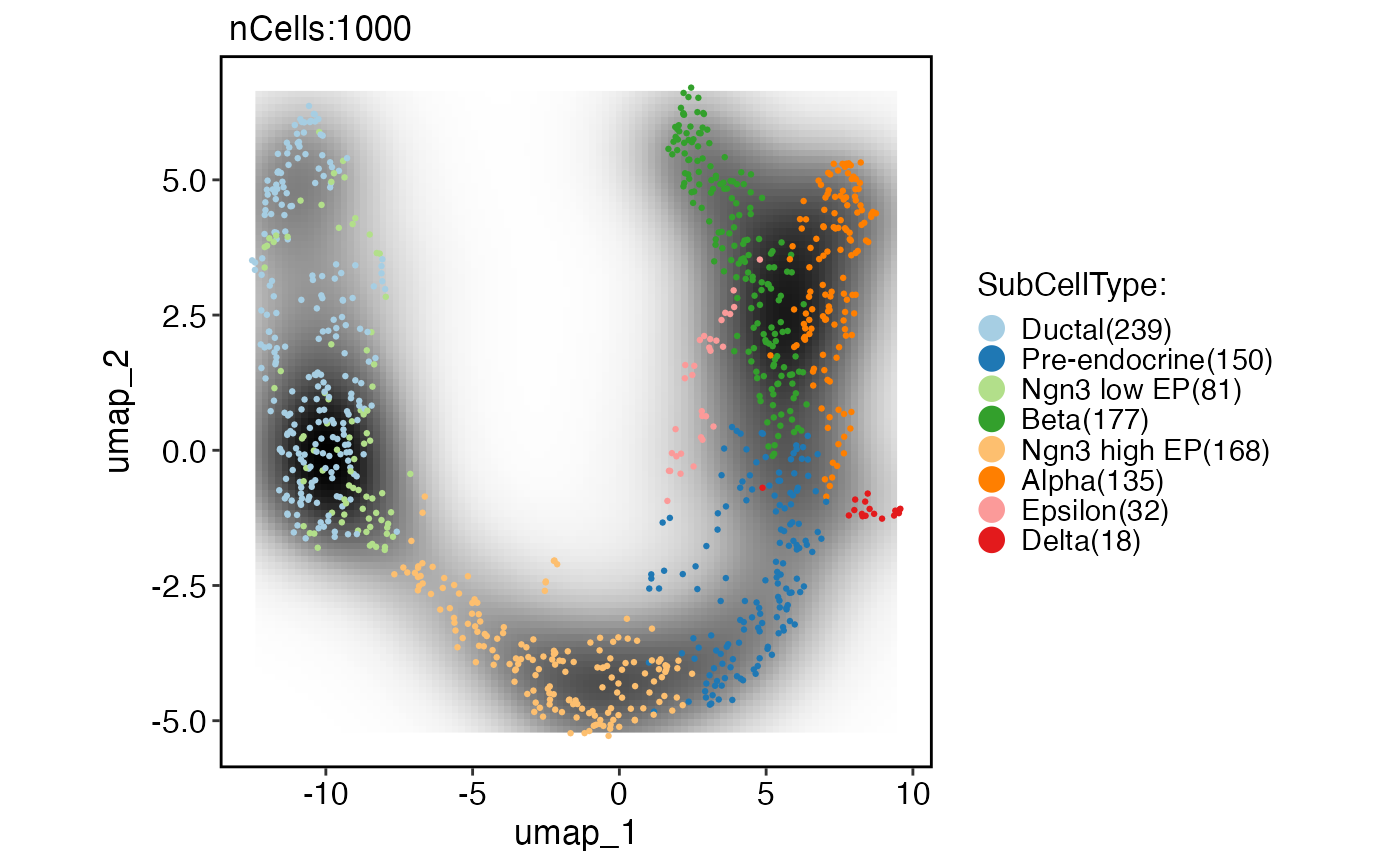 nCells:1000
5.0
2.5
0.0
-2.5
-5.0
umap_2
-10
-5
0
5
10
umap_1
SubCellType:
Ductal(239)
Pre-endocrine(150)
Ngn3 low EP(81)
Beta(177)
Ngn3 high EP(168)
Alpha(135)
Epsilon(32)
Delta(18)